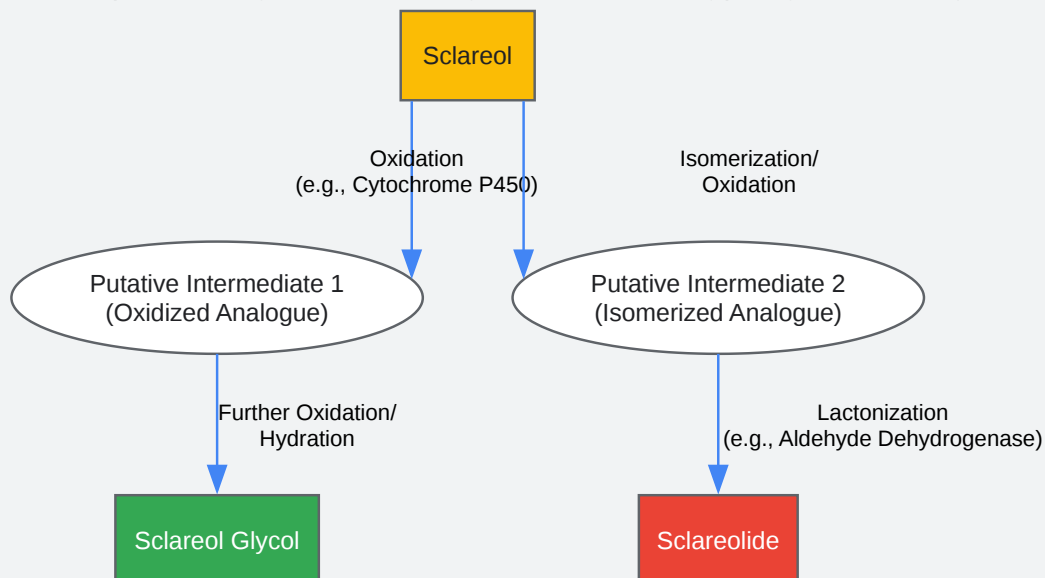 Sclareol
Oxidation
(e.g., Cytochrome P450)
Isomerization/
Oxidation
Putative Intermediate 1
(Oxidized Analogue)
Putative Intermediate 2
(Isomerized Analogue)
Further Oxidation/
Hydration
Lactonization
(e.g., Aldehyde Dehydrogenase)
Sclareol Glycol
Sclareolide